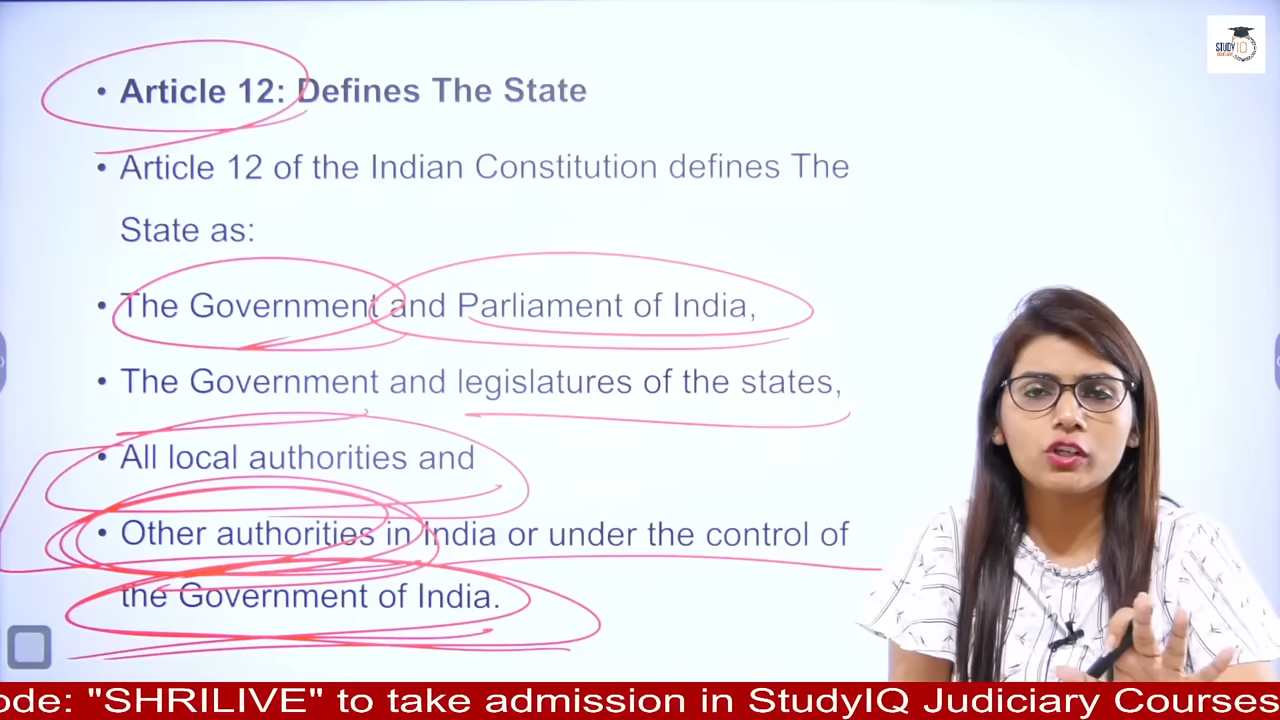 STUDY IQ
• Article 12: Defines The State
• Article 12 of the Indian Constitution defines The
State as:
• The Government and Parliament of India,
• The Government and legislatures of the states,
• All local authorities and
• Other authorities in India or under the control of
the Government of India.
ode: "SHRILIVE" to take admission in StudyIQ Judiciary Courses